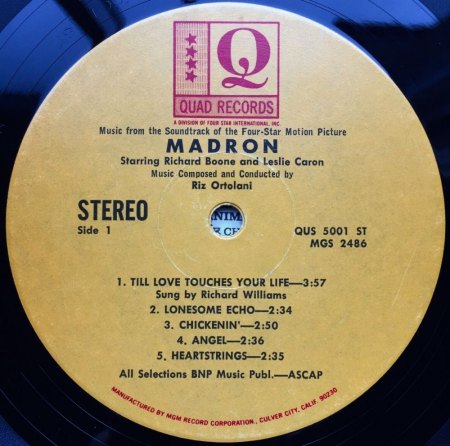 Q
QUAD RECORDS
A DIVISION OF FOUR STAR INTERNATIONAL, INC.
Music from the Soundtrack of the Four-Star Motion Picture
MADRON
Starring Richard Boone and Leslie Caron
Music Composed and Conducted by
Riz Ortolani
STEREO
Side 1
QUS 5001 ST
MGS 2486
1. TILL LOVE TOUCHES YOUR LIFE—3:57
Sung by Richard Williams
2. LONESOME ECHO—2:34
3. CHICKENIN'—2:50
4. ANGEL—2:36
5. HEARTSTRINGS—2:35
All Selections BNP Music Publ.—ASCAP
MANUFACTURED BY MGM RECORD CORPORATION., CULVER CITY, CALIF. 90230